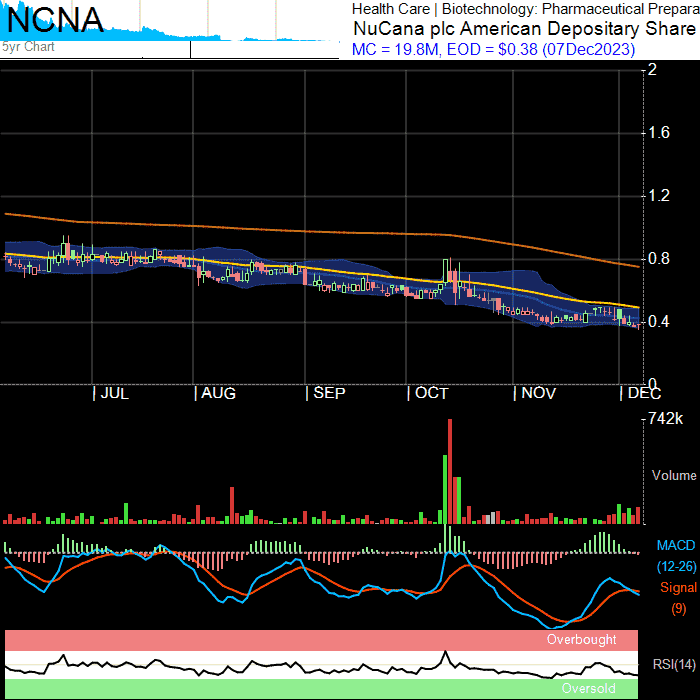 NCNA
5yr Chart
Health Care | Biotechnology: Pharmaceutical Prepara
NuCana plc American Depositary Share
MC = 19.8M, EOD = $0.38 (07Dec2023)
2
1.6
1.2
0.8
0.4
0
JUL
AUG
SEP
OCT
NOV
DEC
742k
Volume
MACD
(12-26)
Signal
(9)
Overbought
RSI(14)
Oversold